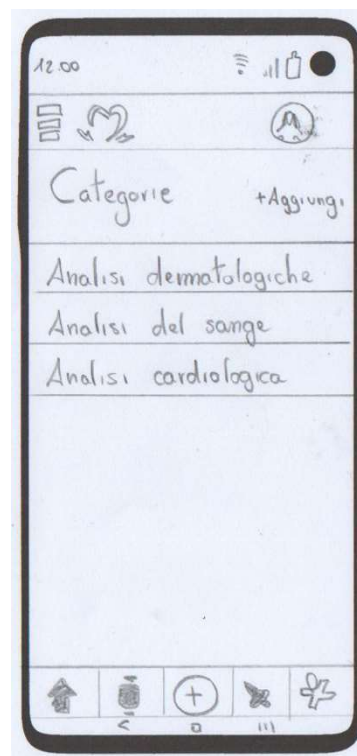 12.00
Categorie +Aggiungi
Analisi dermatologiche
Analisi del sange
Analisi cardiologica